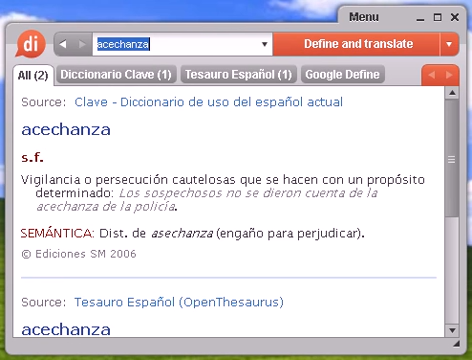 Menu
di
acechanza
Define and translate
All (2) Diccionario Clave (1) Tesauro Español (1) Google Define
Source: Clave - Diccionario de uso del español actual
acechanza
s.f.
Vigilancia o persecución cautelosas que se hacen con un propósito
determinado: Los sospechosos no se dieron cuenta de la
acechanza de la policía.
SEMÁNTICA: Dist. de asechanza (engaño para perjudicar).
© Ediciones SM 2006
Source: Tesauro Español (OpenThesaurus)
acechanza